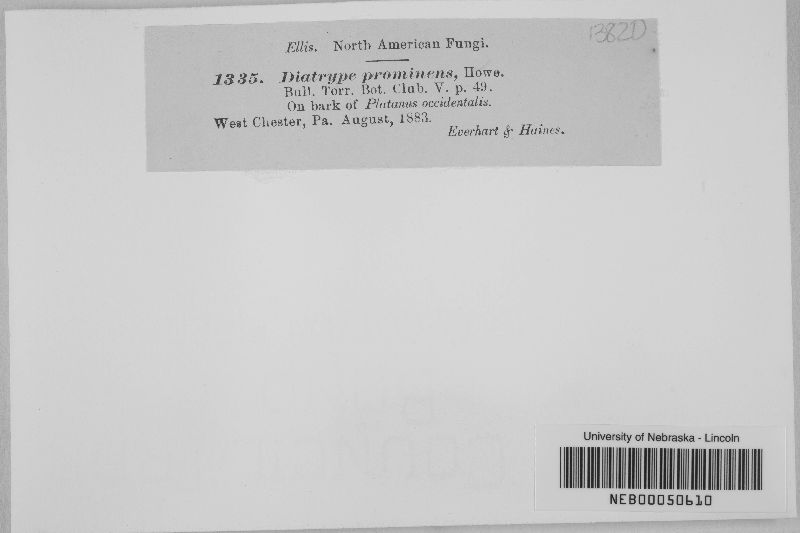 13821)
Ellis. North American Fungi.
1335. Diatrype prominens, Howe.
Bull. Torr. Bot. Club. V. p. 49.
On bark of Platanus occidentalis.
West Chester, Pa. August, 1883.
Everhart & Haines.
University of Nebraska - Lincoln
NEB00050610